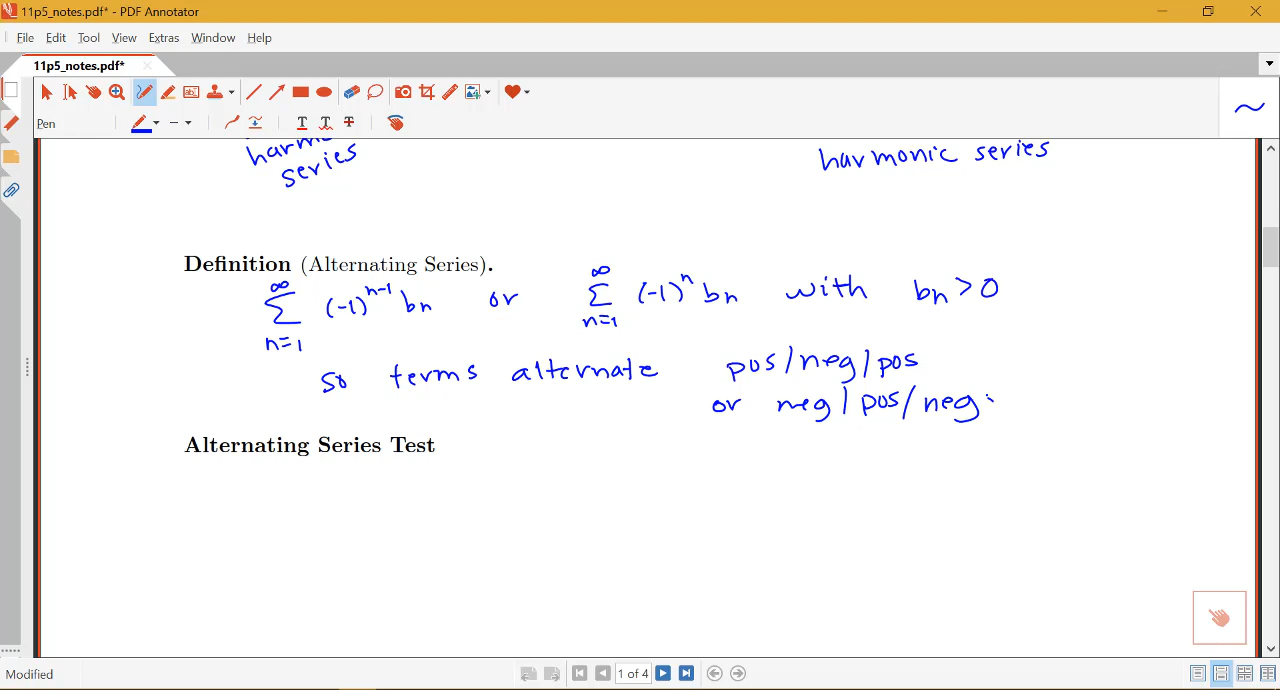 11p5_notes.pdf* - PDF Annotator
File Edit Tool View Extras Window Help
11p5_notes.pdf*
Pen
harmonic series
series
Definition (Alternating Series).
∞ ∑ n=1 (-1)^{n-1} bn or ∞ ∑ n=1 (-1)^n bn with bn > 0
so terms alternate pos/neg/pos
or neg/pos/neg
Alternating Series Test
1 of 4
Modified